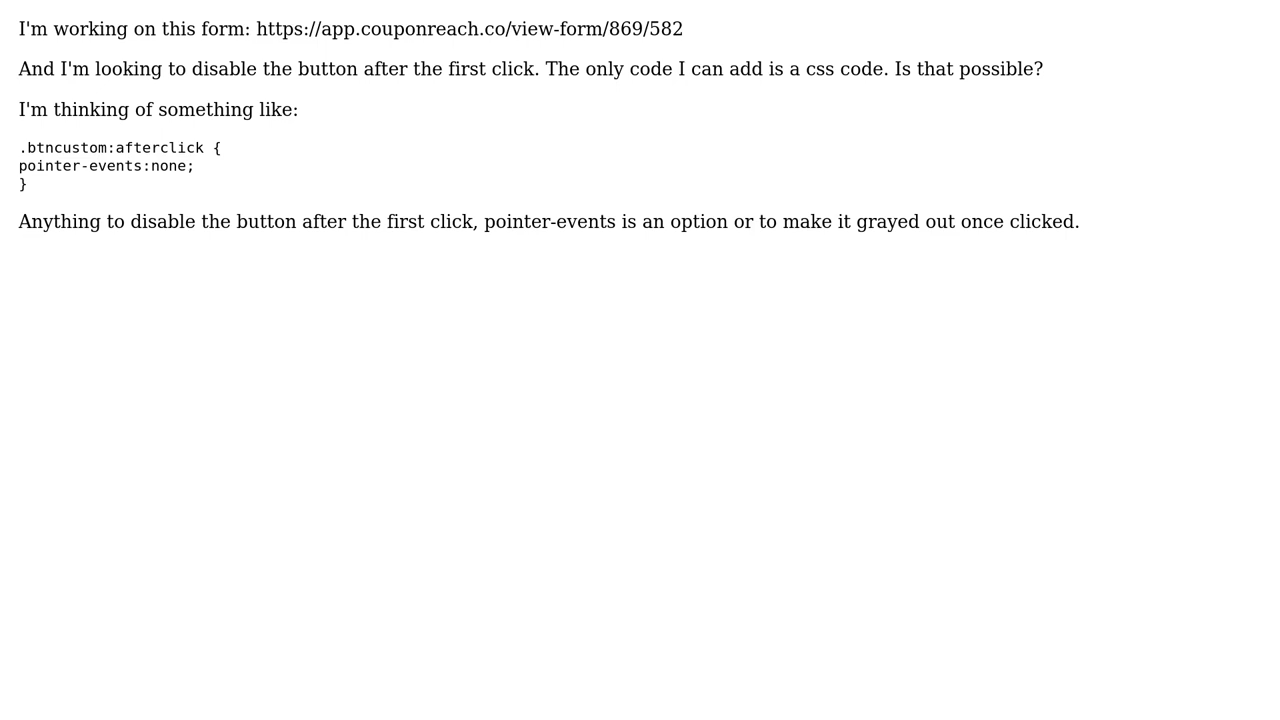 I'm working on this form: https://app.couponreach.co/view-form/869/582
And I'm looking to disable the button after the first click. The only code I can add is a css code. Is that possible?
I'm thinking of something like:
.btncustom:afterclick {
pointer-events:none;
}
Anything to disable the button after the first click, pointer-events is an option or to make it grayed out once clicked.